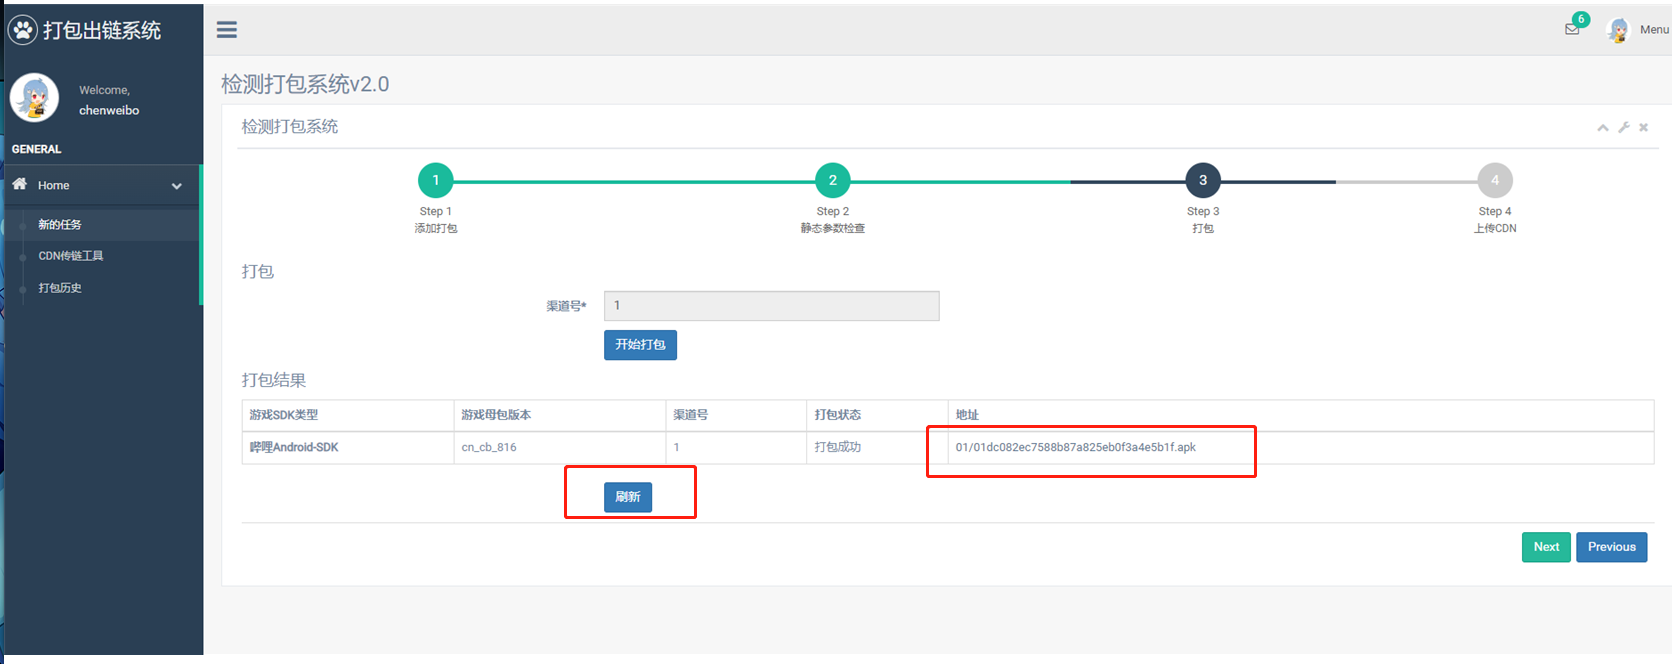 打包出链系统
6
Menu
Welcome,
chenweibo
GENERAL
Home
新的任务
CDN传链工具
打包历史
检测打包系统v2.0
检测打包系统
1
2
3
4
Step 1
Step 2
Step 3
Step 4
添加打包
静态参数检查
打包
上传CDN
打包
渠道号*
1
开始打包
打包结果
游戏SDK类型 游戏母包版本 渠道号 打包状态 地址
哔哩Android-SDK cn_cb_816 1 打包成功 01/01dc082ec7588b87a825eb0f3a4e5b1f.apk
刷新
Next Previous